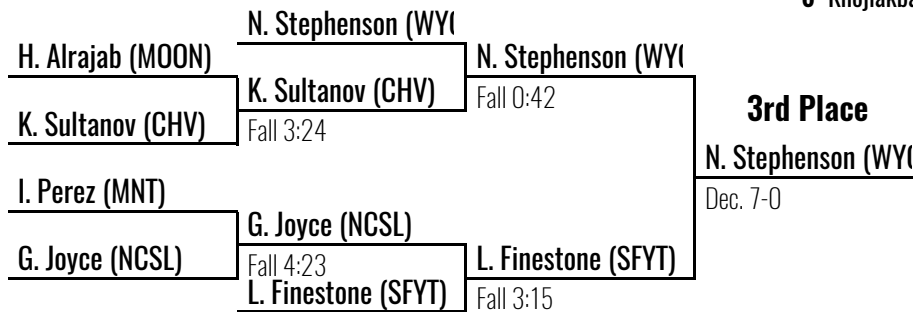 N. Stephenson (WY
H. Alrajab (MOON)
N. Stephenson (WY
K. Sultanov (CHV)
Fall 0:42
K. Sultanov (CHV)
Fall 3:24
3rd Place
N. Stephenson (WY
I. Perez (MNT)
Dec. 7-0
G. Joyce (NCSL)
G. Joyce (NCSL)
Fall 4:23
L. Finestone (SFYT)
L. Finestone (SFYT)
Fall 3:15